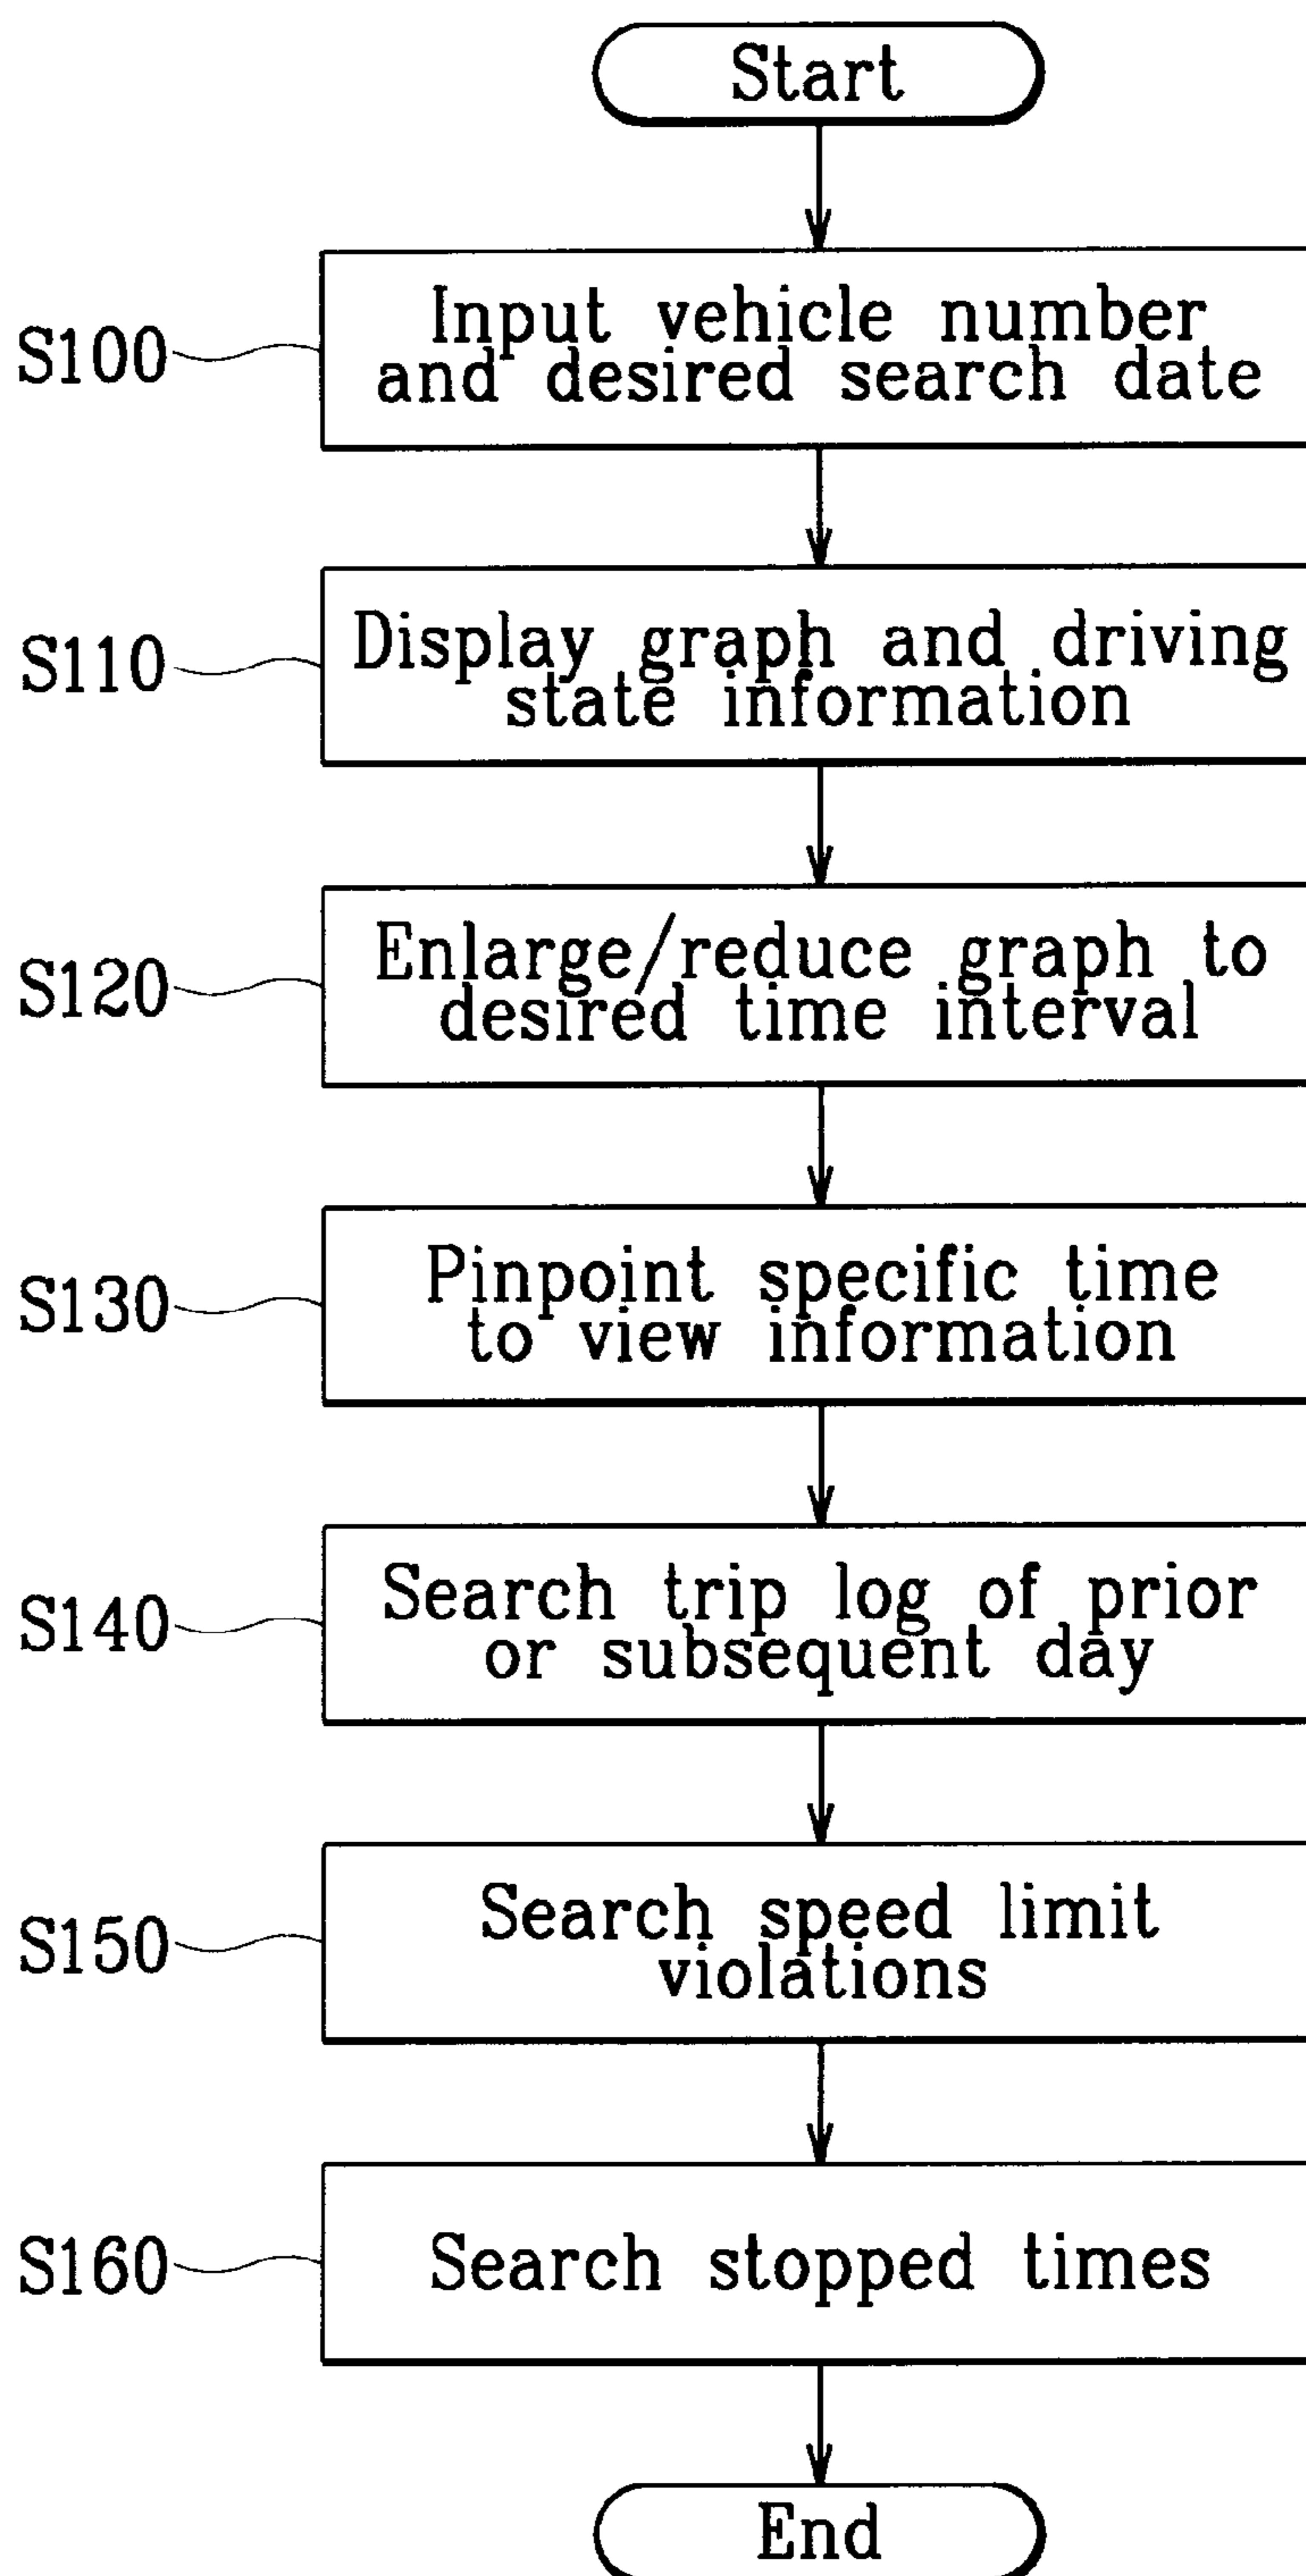 Start
S100
Input vehicle number
and desired search date
S110
Display graph and driving
state information
S120
Enlarge/reduce graph to
desired time interval
S130
Pinpoint specific time
to view information
S140
Search trip log of prior
or subsequent day
S150
Search speed limit
violations
S160
Search stopped times
End